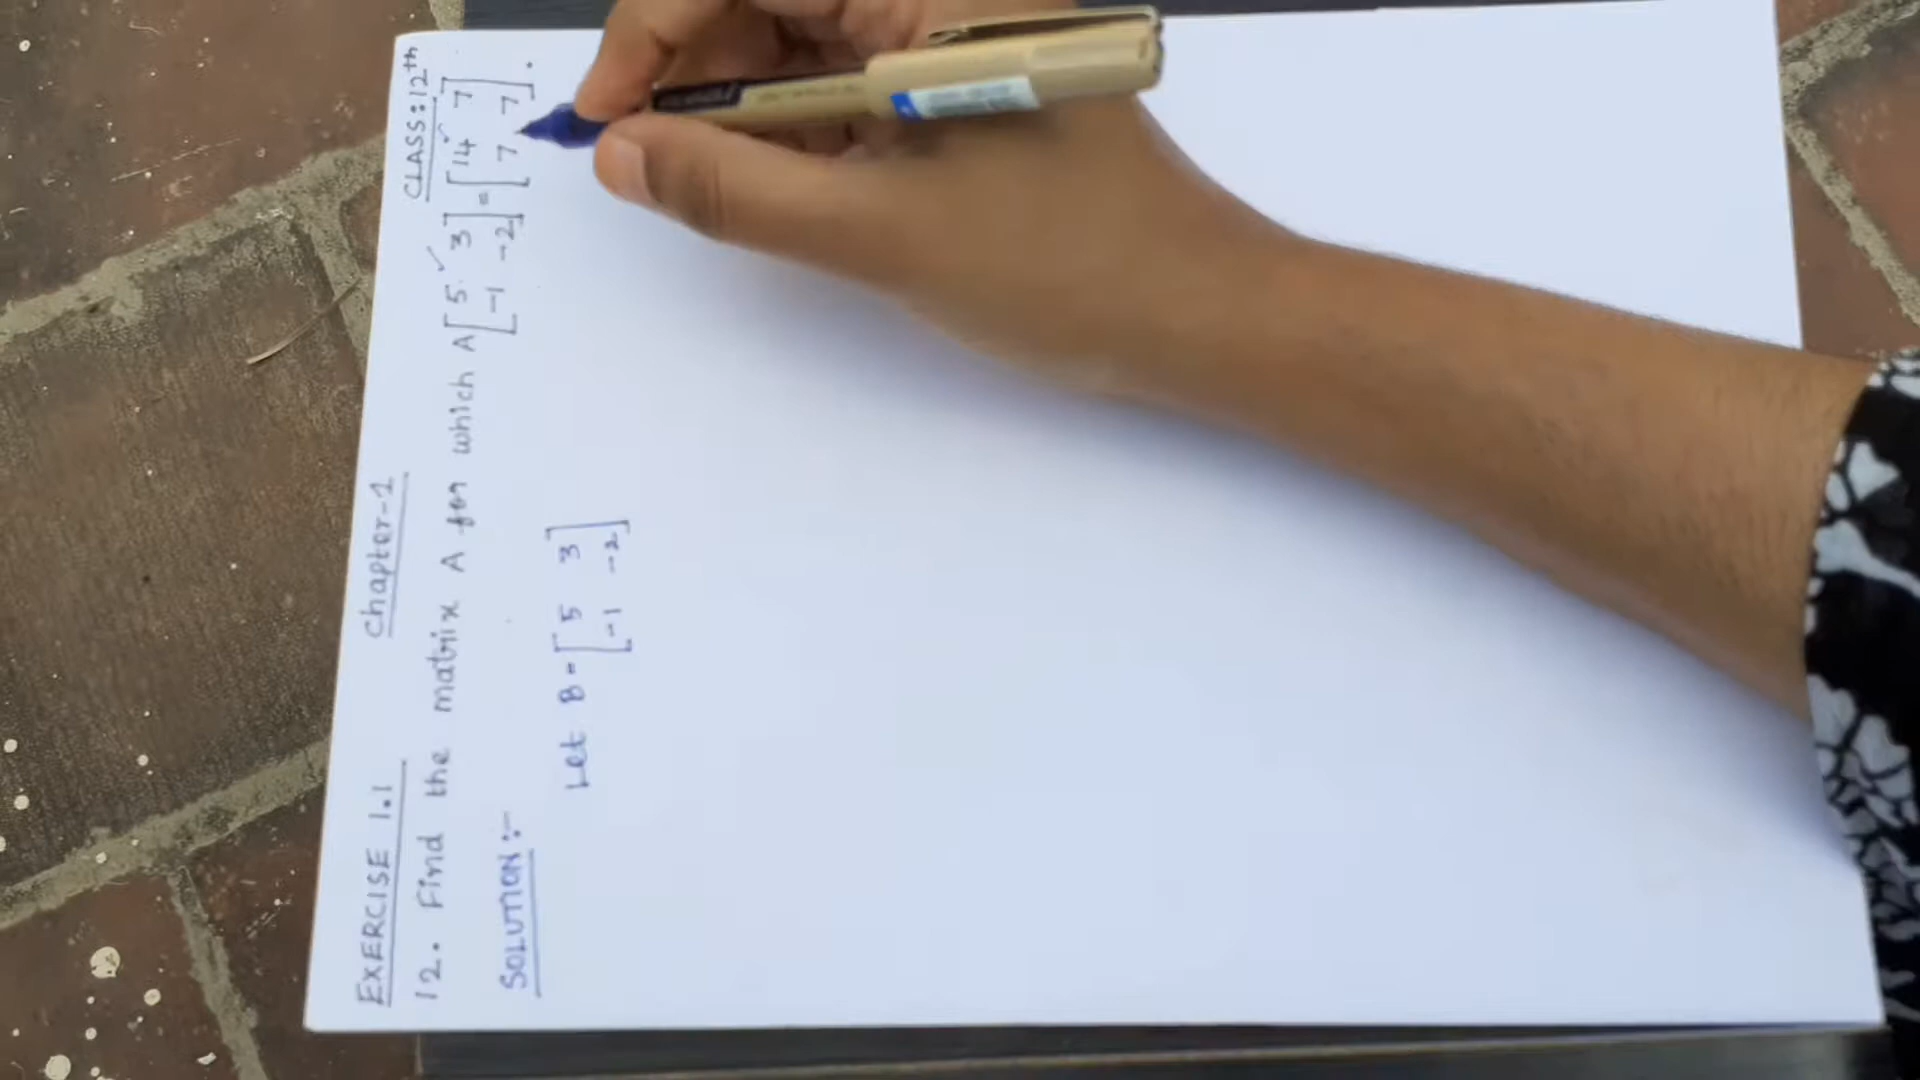 CLASS:12th
EXERCISE 1.1 Chapter-1
12. Find the matrix A for which A[5 3] = [14 7]
[-1 -2] [7 7].
SOLUTION:-
Let B = [5 3]
[-1 -2]